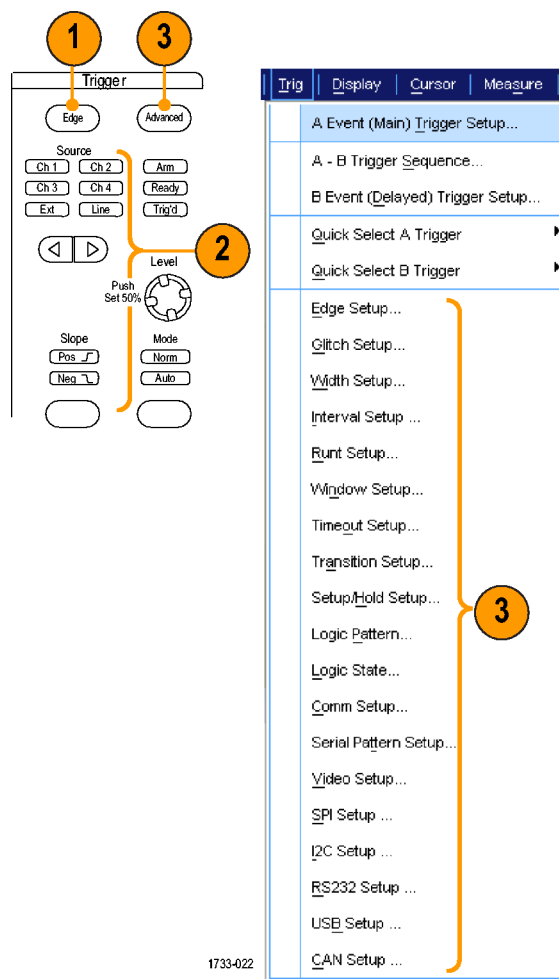 1
3
Trigger
Edge
Advanced
Source
Ch 1
Ch 2
Arm
Ch 3
Ch 4
Ready
Ext
Line
Trig'd
2
Level
Push
Set 50%
Slope
Mode
Pos
Norm
Neg
Auto
Trig Display Cursor Measure
A Event (Main) Trigger Setup...
A - B Trigger Sequence...
B Event (Delayed) Trigger Setup...
Quick Select A Trigger
Quick Select B Trigger
Edge Setup...
Glitch Setup...
Width Setup...
Interval Setup ...
Runt Setup...
Window Setup...
Timeout Setup...
Transition Setup...
Setup/Hold Setup...
3
Logic Pattern...
Logic State...
Comm Setup...
Serial Pattern Setup...
Video Setup...
SPI Setup ...
I2C Setup ...
RS232 Setup ...
USB Setup ...
CAN Setup ...
1733-022